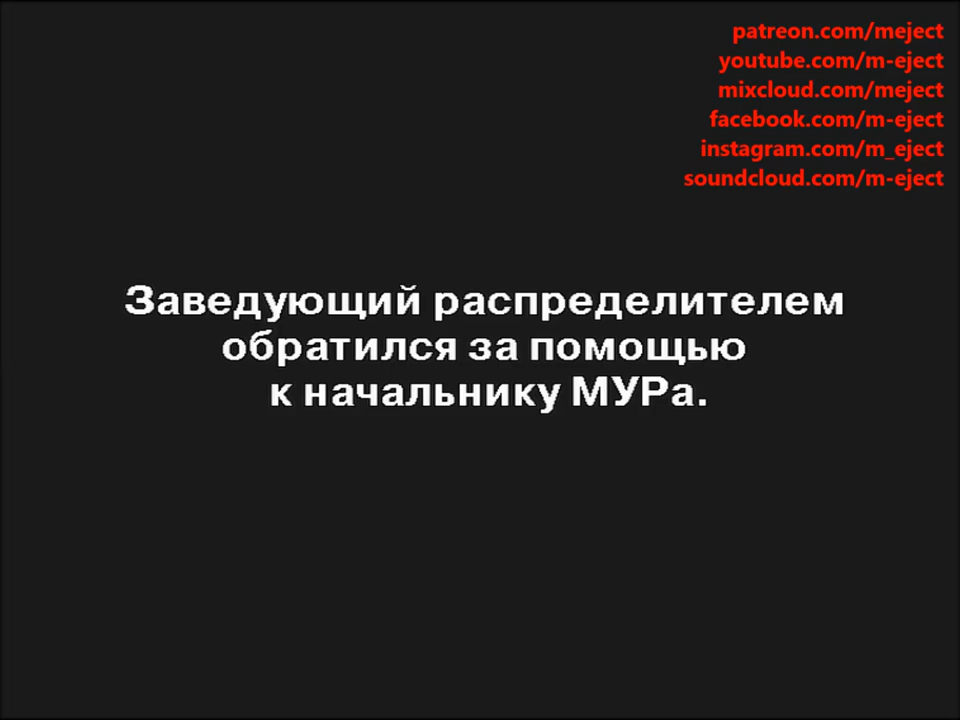 patreon.com/meject
youtube.com/m-eject
mixcloud.com/meject
facebook.com/m-eject
instagram.com/m_eject
soundcloud.com/m-eject
Заведующий распределителем
обратился за помощью
к начальнику МУРа.